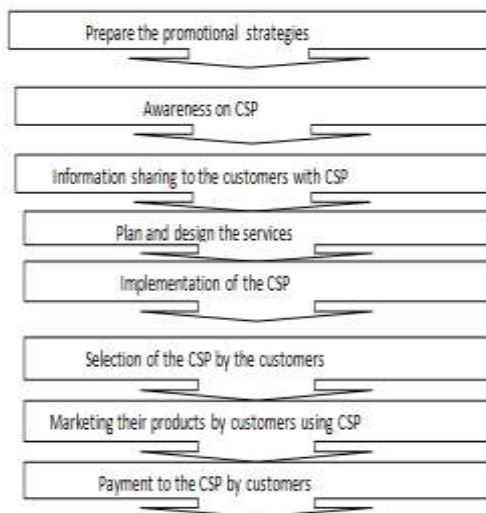 Prepare the promotional strategies
Awareness on CSP
Information sharing to the customers with CSP
Plan and design the services
Implementation of the CSP
Selection of the CSP by the customers
Marketing their products by customers using CSP
Payment to the CSP by customers